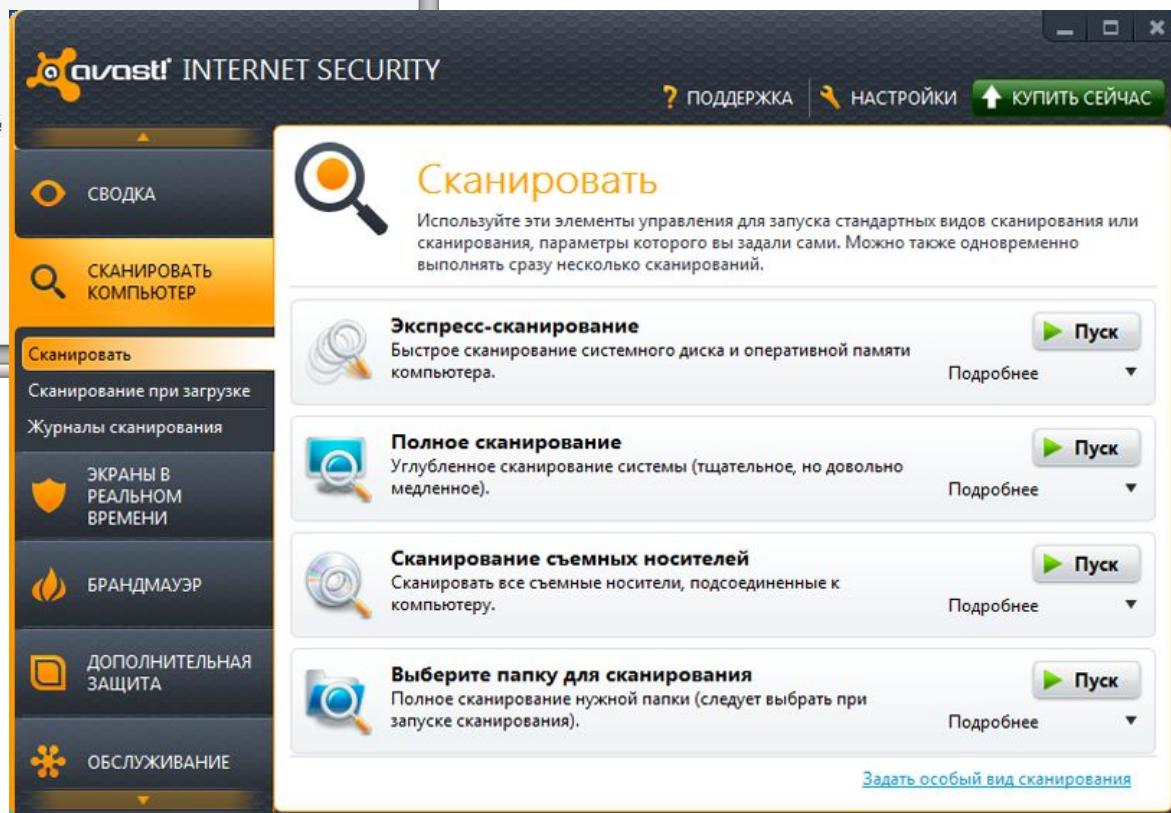 avast! INTERNET SECURITY
ПОДДЕРЖКА
НАСТРОЙКИ
КУПИТЬ СЕЙЧАС
СВОДКА
СКАНИРОВАТЬ
КОМПЬЮТЕР
Сканировать
Сканирование при загрузке
Журналы сканирования
ЭКРАНЫ В
РЕАЛЬНОМ
ВРЕМЕНИ
БРАНДМАУЭР
ДОПОЛНИТЕЛЬНАЯ
ЗАЩИТА
ОБСЛУЖИВАНИЕ
Сканировать
Используйте эти элементы управления для запуска стандартных видов сканирования или
сканирования, параметры которого вы задали сами. Можно также одновременно
выполнять сразу несколько сканирований.
Экспресс-сканирование
Быстрое сканирование системного диска и оперативной памяти
компьютера.
Пуск
Подробнее
Полное сканирование
Углубленное сканирование системы (тщательное, но довольно
медленное).
Пуск
Подробнее
Сканирование съемных носителей
Сканировать все съемные носители, подсоединенные к
компьютеру.
Пуск
Подробнее
Выберите папку для сканирования
Полное сканирование нужной папки (следует выбрать при
запуске сканирования).
Пуск
Подробнее
Задать особый вид сканирования